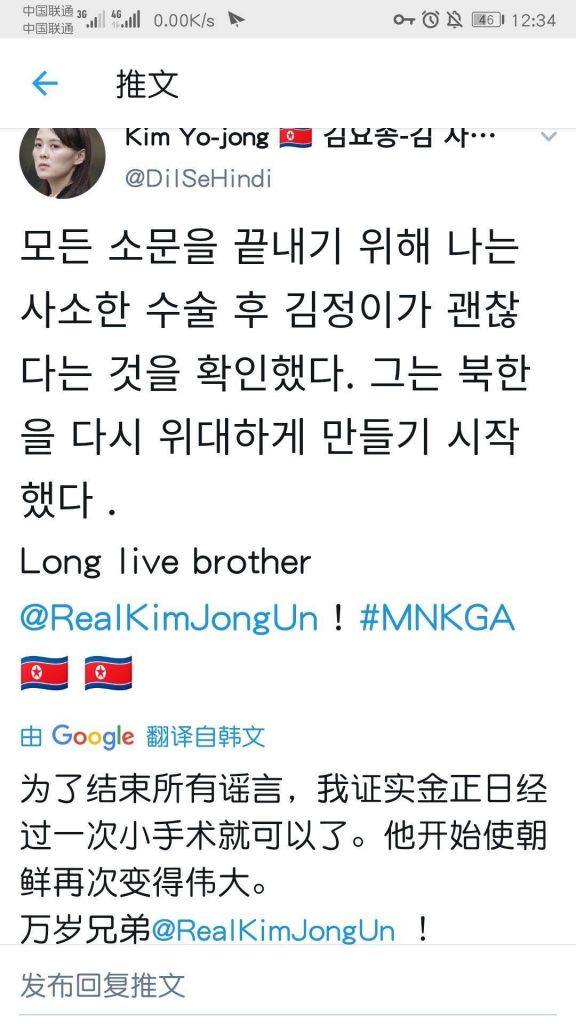 中国联通 3G 4G 0.00K/s 46 12:34
中国联通
推文
Kim Yo-jong 🇰🇵 김요종-김 사…
@DilSeHindi
모든 소문을 끝내기 위해 나는
사소한 수술 후 김정이가 괜찮
다는 것을 확인했다. 그는 북한
을 다시 위대하게 만들기 시작
했다 .
Long live brother
@RealKimJongUn ! #MNKGA
🇰🇵 🇰🇵
由 Google 翻译自韩文
为了结束所有谣言，我证实金正日经
过一次小手术就可以了。他开始使朝
鲜再次变得伟大。
万岁兄弟@RealKimJongUn ！
发布回复推文